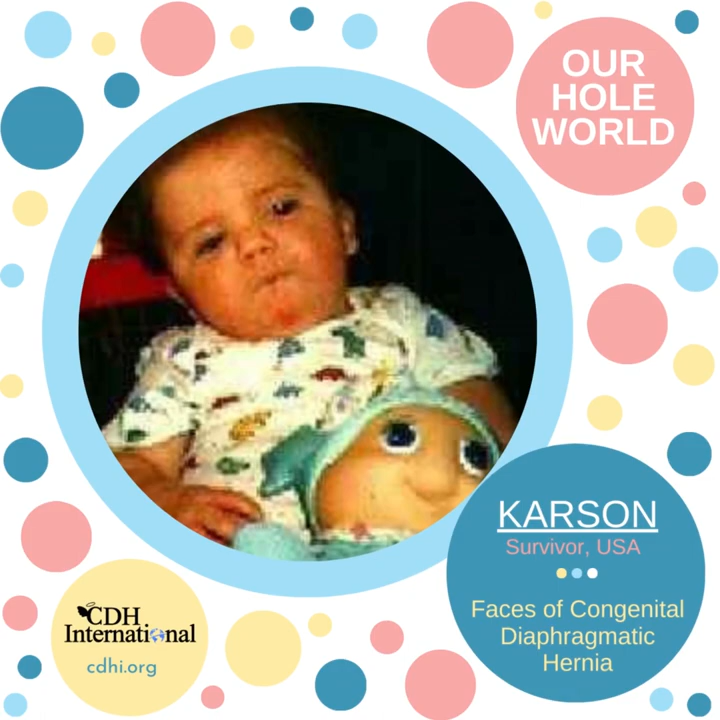 OUR
HOLE
WORLD
KARSON
Survivor, USA
Faces of Congenital
Diaphragmatic
Hernia
CDH
International
cdhi.org